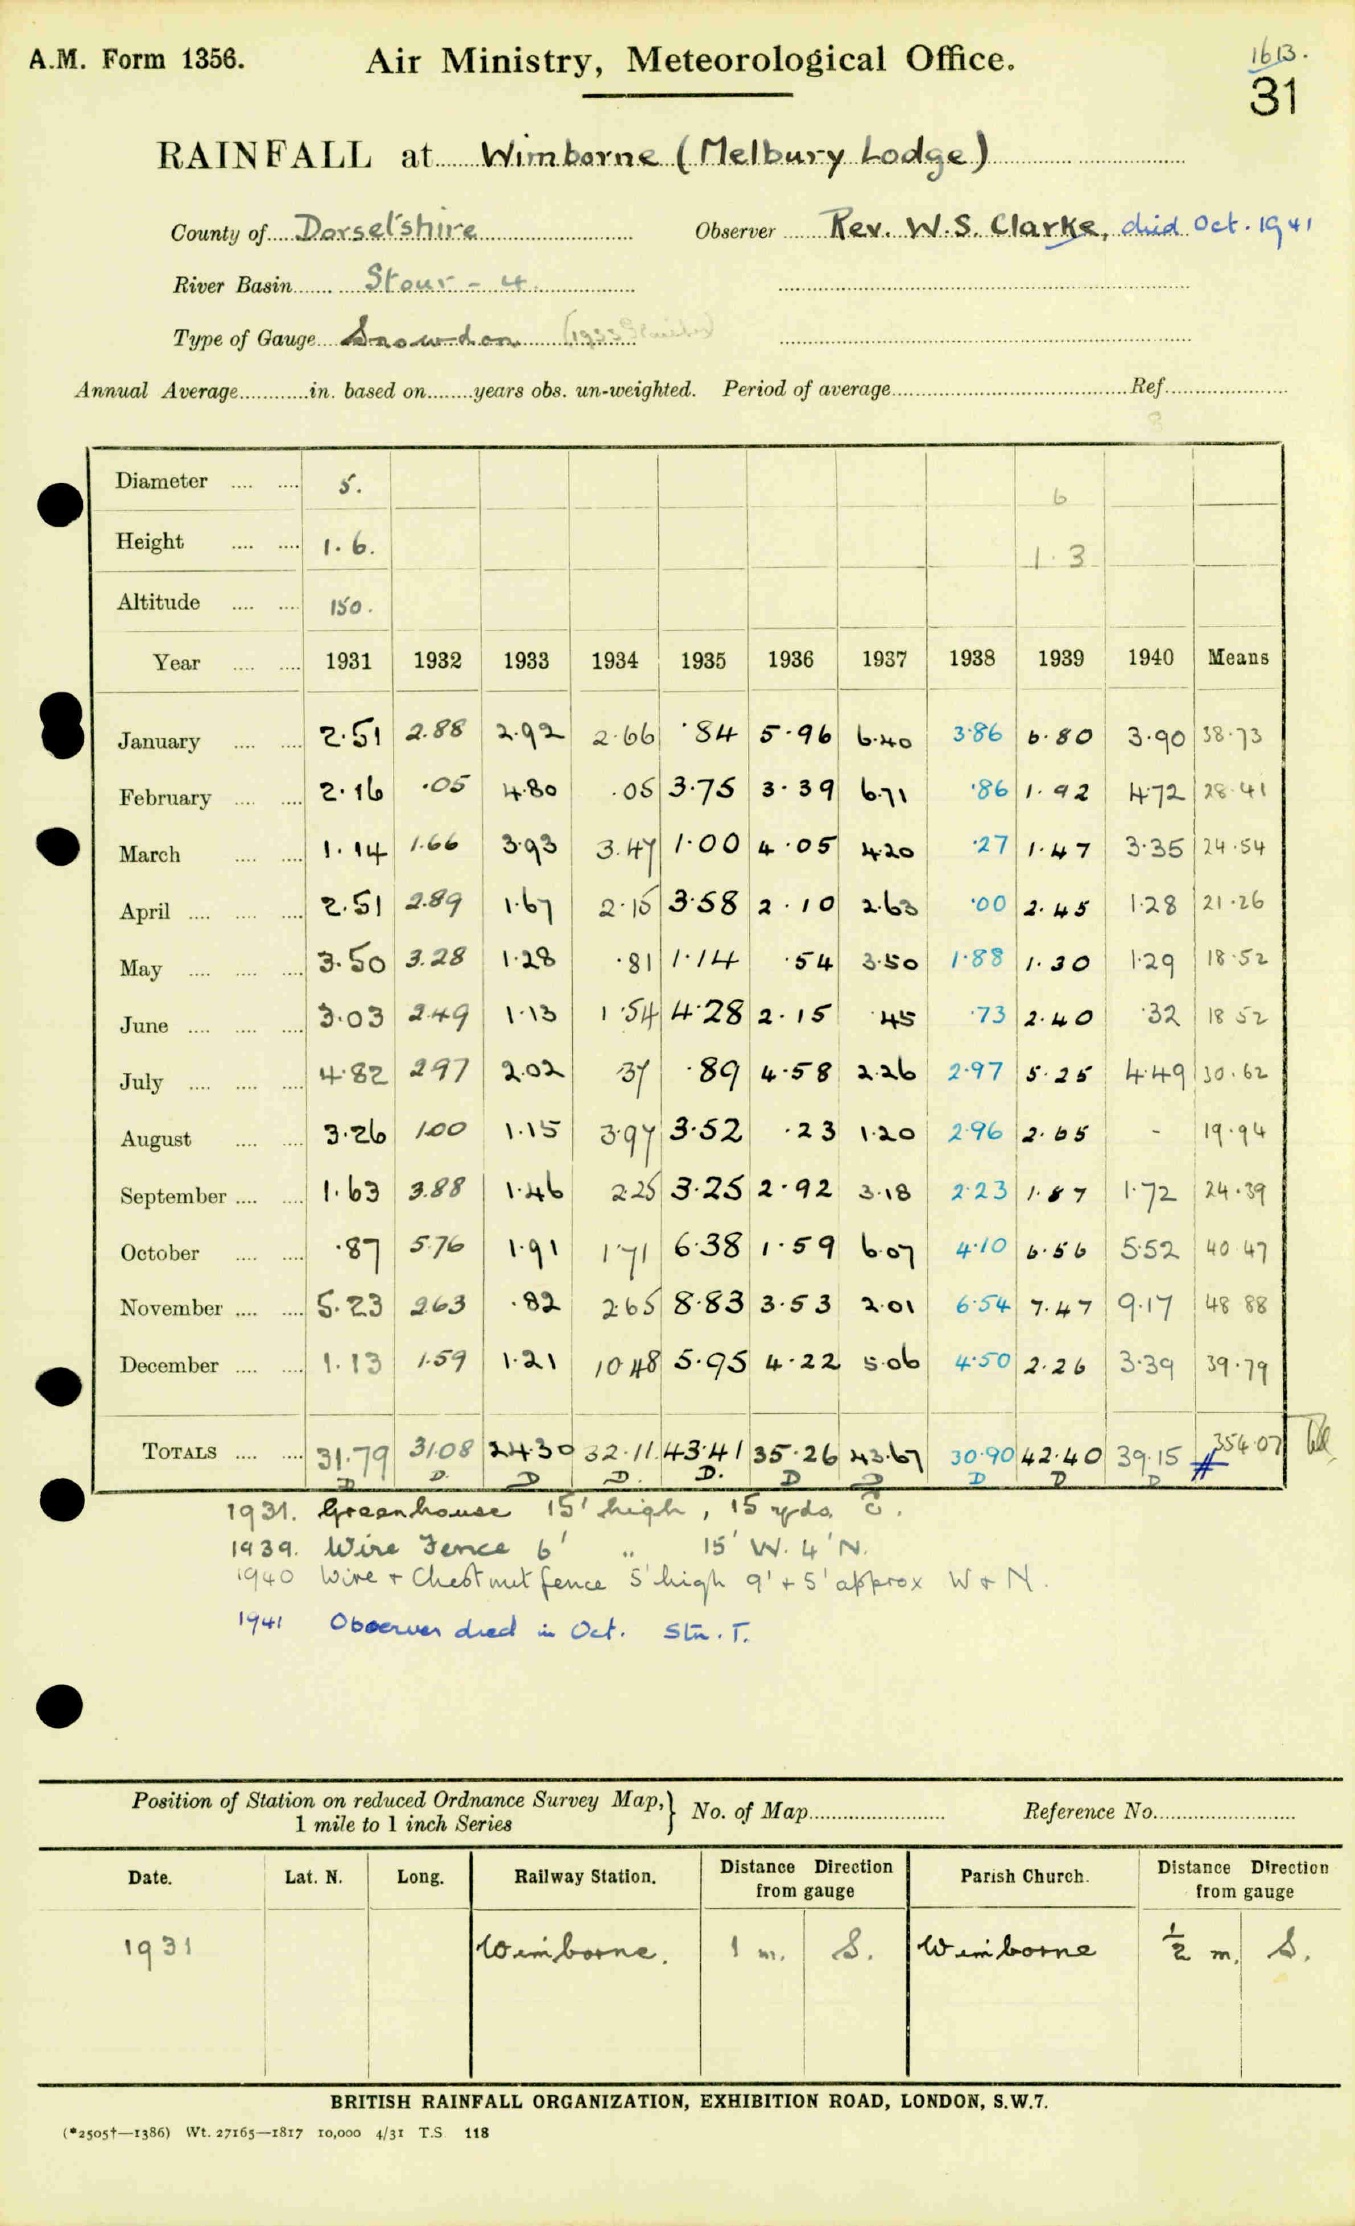 A.M. Form 1356. Air Ministry, Meteorological Office. 1613.
31
RAINFALL at Wimborne (Melbury Lodge)
County of Dorsetshire Observer Rev. W.S. Clarke, died Oct. 1941
River Basin Stour - 4.
Type of Gauge Snowdon (1933
Annual Average in. based on years obs. un-weighted. Period of average Ref.
8
Diameter 5. 6
Height 1.6. 1.3
Altitude 150.
Year 1931 1932 1933 1934 1935 1936 1937 1938 1939 1940 Means
January 2.51 2.88 2.92 2.66 .84 5.96 6.40 3.86 6.80 3.90 38.73
February 2.16 .05 4.80 .05 3.75 3.39 6.71 .86 1.92 4.72 28.41
March 1.14 1.66 3.93 3.47 1.00 4.05 4.20 .27 1.47 3.35 24.54
April 2.51 2.89 1.67 2.15 3.58 2.10 2.63 .00 2.45 1.28 21.26
May 3.50 3.28 1.28 .81 1.14 .54 3.50 1.88 1.30 1.29 18.52
June 3.03 2.49 1.13 1.54 4.28 2.15 .45 .73 2.40 .32 18 52
July 4.82 2.97 2.02 .37 .89 4.58 2.26 2.97 5.25 4.49 30.62
August 3.26 1.00 1.15 3.97 3.52 .23 1.20 2.96 2.65 - 19.94
September 1.63 3.88 1.46 2.25 3.25 2.92 3.18 2.23 1.87 1.72 24.39
October .87 5.76 1.91 1.71 6.38 1.59 6.07 4.10 6.56 5.52 40 47
November 5.23 2.63 .82 2.65 8.83 3.53 2.01 6.54 7.47 9.17 48 88
December 1.13 1.59 1.21 10.48 5.95 4.22 5.06 4.50 2.26 3.39 39.79
TOTALS 31.79 31.08 24.30 32.11 43.41 35.26 43.67 30.90 42.40 39.15 # 354.07
D D. D D. D. D D D D D
1931. Greenhouse 15' high, 15 yds.
1939. Wire Fence 6' " 15' W. 4' N.
1940 Wire + Chestnut fence 5' high 9' + 5' approx W + N.
1941 Observer died in Oct. Stn. T.
Position of Station on reduced Ordnance Survey Map, } No. of Map Reference No.
1 mile to 1 inch Series
Date. Lat. N. Long. Railway Station. Distance Direction from gauge Parish Church. Distance Direction from gauge
1931 Wimborne. 1 m. S. Wimborne ½ m. S.
BRITISH RAINFALL ORGANIZATION, EXHIBITION ROAD, LONDON, S.W.7.
(*2505†—1386) Wt. 27165—1817 10,000 4/31 T.S 118